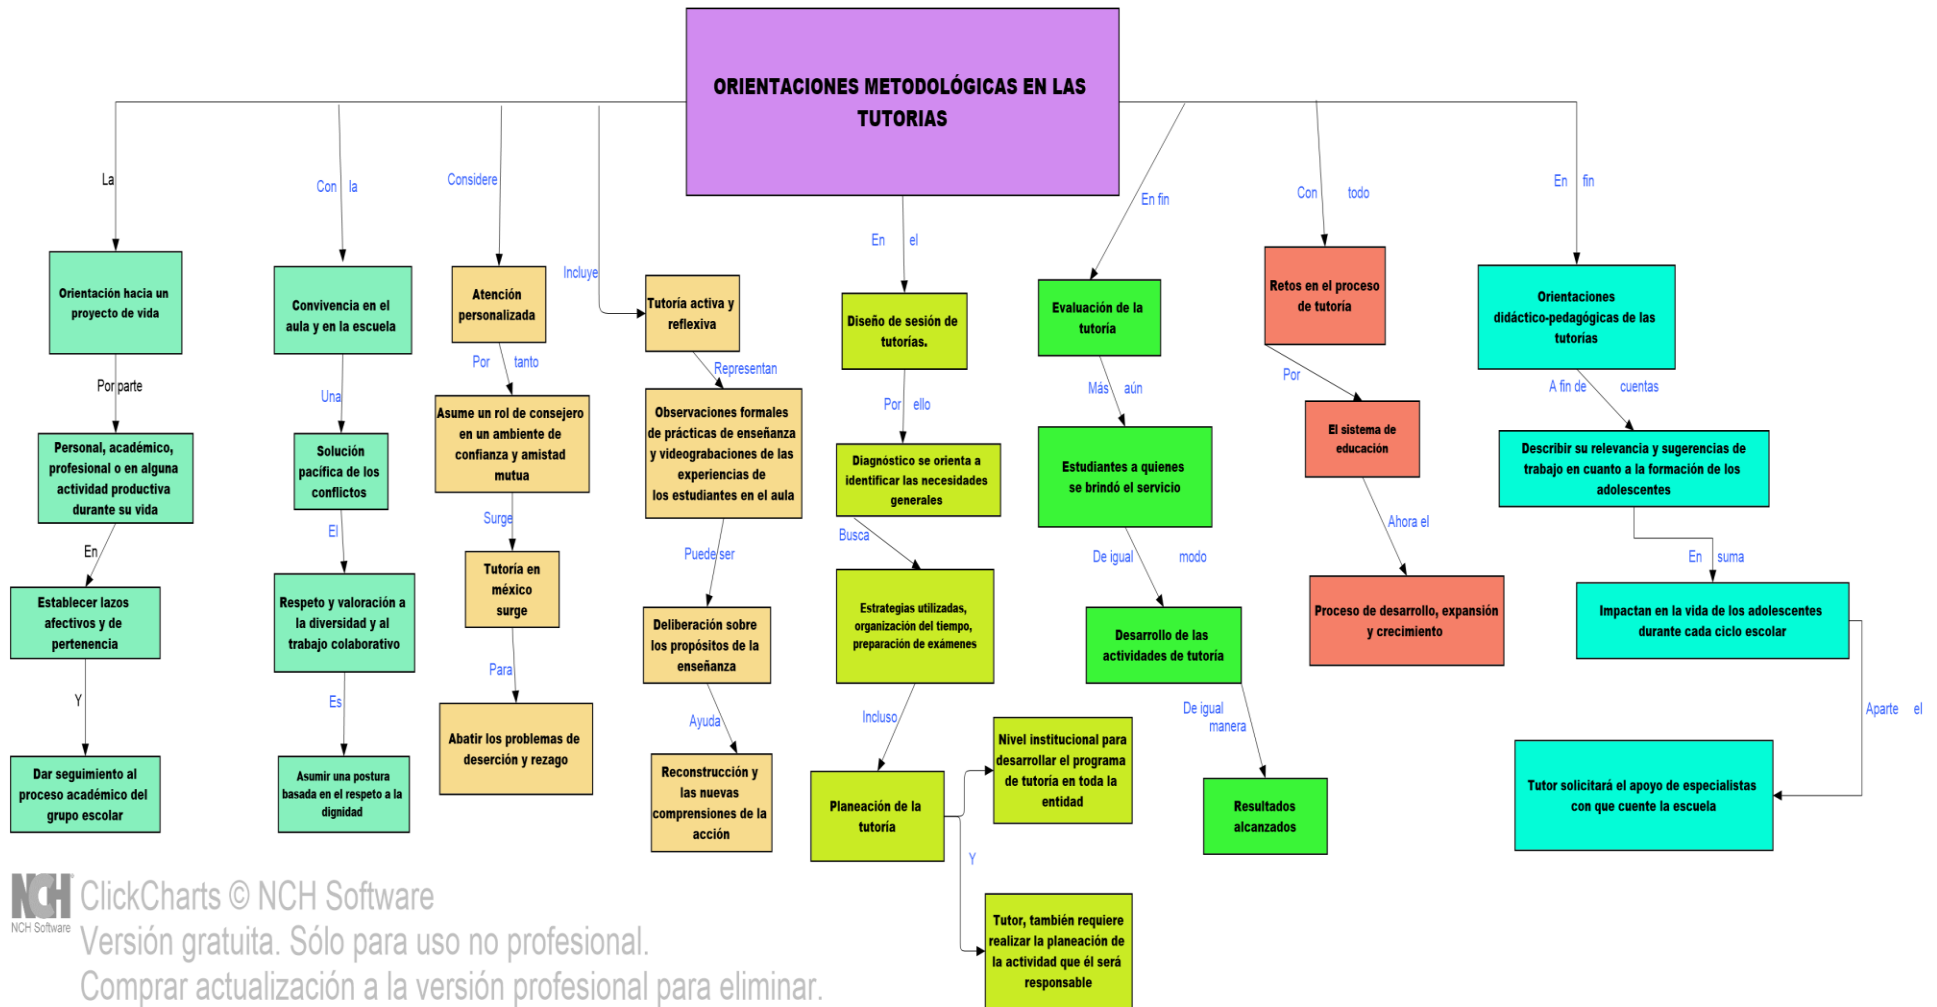 ORIENTACIONES METODOLÓGICAS EN LAS
TUTORIAS
La
Orientación hacia un
proyecto de vida
Por parte
Personal, académico,
profesional o en alguna
actividad productiva
durante su vida
En
Establecer lazos
afectivos y de
pertenencia
Y
Dar seguimiento al
proceso académico del
grupo escolar
Con la
Convivencia en el
aula y en la escuela
Una
Solución
pacífica de los
conflictos
El
Respeto y valoración a
la diversidad y al
trabajo colaborativo
Es
Asumir una postura
basada en el respeto a la
dignidad
Considere
Atención
personalizada
Por tanto
Asume un rol de consejero
en un ambiente de
confianza y amistad
mutua
Surge
Tutoría en
méxico
surge
Para
Abatir los problemas de
deserción y rezago
Incluye
Tutoría activa y
reflexiva
Representan
Observaciones formales
de prácticas de enseñanza
y videograbaciones de las
experiencias de
los estudiantes en el aula
Puede ser
Deliberación sobre
los propósitos de la
enseñanza
Ayuda
Reconstrucción y
las nuevas
comprensiones de la
acción
En el
Diseño de sesión de
tutorías.
Por ello
Diagnóstico se orienta a
identificar las necesidades
generales
Busca
Estrategias utilizadas,
organización del tiempo,
preparación de exámenes
Incluso
Planeación de la
tutoría
Nivel institucional para
desarrollar el programa
de tutoría en toda la
entidad
Y
Tutor, también requiere
realizar la planeación de
la actividad que él será
responsable
En fin
Evaluación de la
tutoría
Más aún
Estudiantes a quienes
se brindó el servicio
De igual modo
Desarrollo de las
actividades de tutoría
De igual
manera
Resultados
alcanzados
Con todo
Retos en el proceso
de tutoría
Por
El sistema de
educación
Ahora el
Proceso de desarrollo, expansión
y crecimiento
En fin
Orientaciones
didáctico-pedagógicas de las
tutorías
A fin de cuentas
Describir su relevancia y sugerencias de
trabajo en cuanto a la formación de los
adolescentes
En suma
Impactan en la vida de los adolescentes
durante cada ciclo escolar
Aparte el
Tutor solicitará el apoyo de especialistas
con que cuente la escuela
NCH
NCH Software
ClickCharts © NCH Software
Versión gratuita. Sólo para uso no profesional.
Comprar actualización a la versión profesional para eliminar.